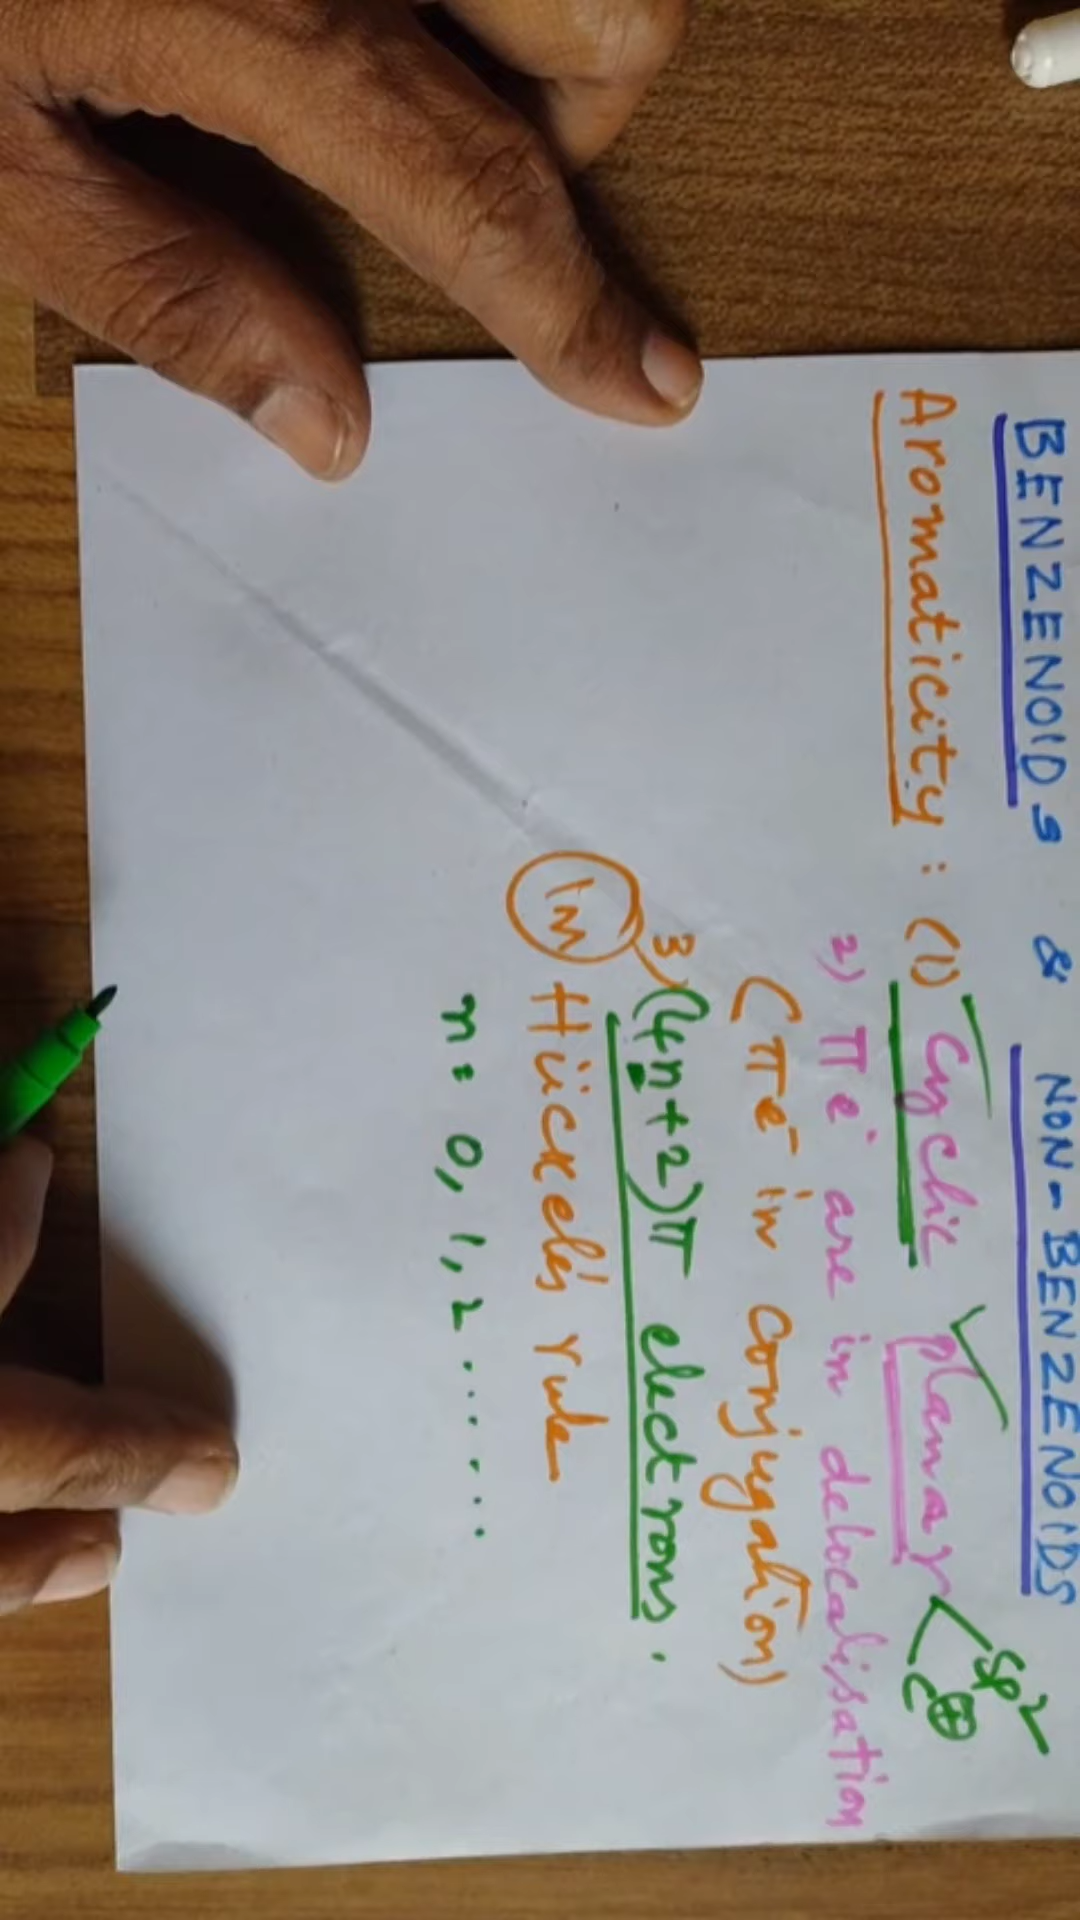 BENZENOIDs & NON-BENZENOIDS
Aromaticity : (1) Cyclic planar sp2
C⊕
2) πe- are in delocalisation
(πe- in conjugation)
3) (4n+2)π electrons.
IM Hückel's rule
n = 0, 1, 2 ......